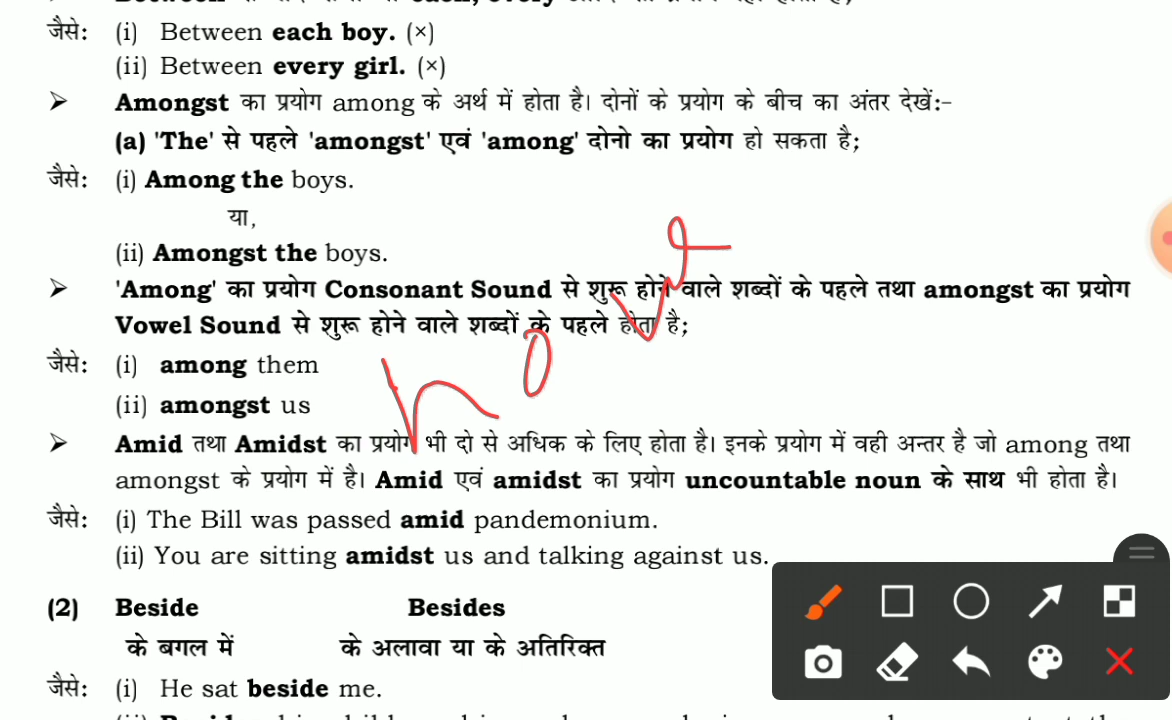 Between each, every
जैसे: (i) Between each boy. (×)
(ii) Between every girl. (×)
➢ Amongst का प्रयोग among के अर्थ में होता है। दोनों के प्रयोग के बीच का अंतर देखें:-
(a) 'The' से पहले 'amongst' एवं 'among' दोनो का प्रयोग हो सकता है;
जैसे: (i) Among the boys.
या,
(ii) Amongst the boys.
➢ 'Among' का प्रयोग Consonant Sound से शुरू होने वाले शब्दों के पहले तथा amongst का प्रयोग
Vowel Sound से शुरू होने वाले शब्दों के पहले होता है;
जैसे: (i) among them
(ii) amongst us
➢ Amid तथा Amidst का प्रयोग भी दो से अधिक के लिए होता है। इनके प्रयोग में वही अन्तर है जो among तथा
amongst के प्रयोग में है। Amid एवं amidst का प्रयोग uncountable noun के साथ भी होता है।
जैसे: (i) The Bill was passed amid pandemonium.
(ii) You are sitting amidst us and talking against us.
(2) Beside Besides
के बगल में के अलावा या के अतिरिक्त
जैसे: (i) He sat beside me.